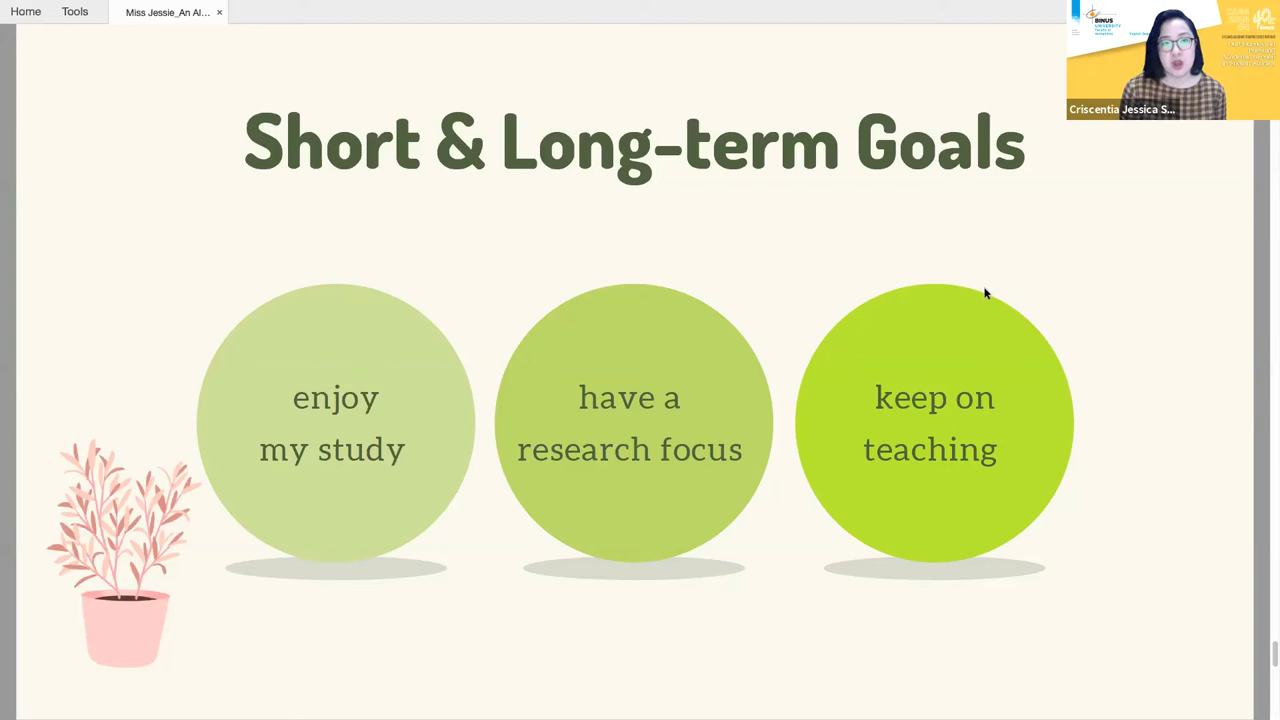 Home
Tools
Miss Jessie_An Al...
×
Short & Long-term Goals
enjoy
my study
have a
research focus
keep on
teaching
BINUS
UNIVERSITY
Criscentia Jessica S...